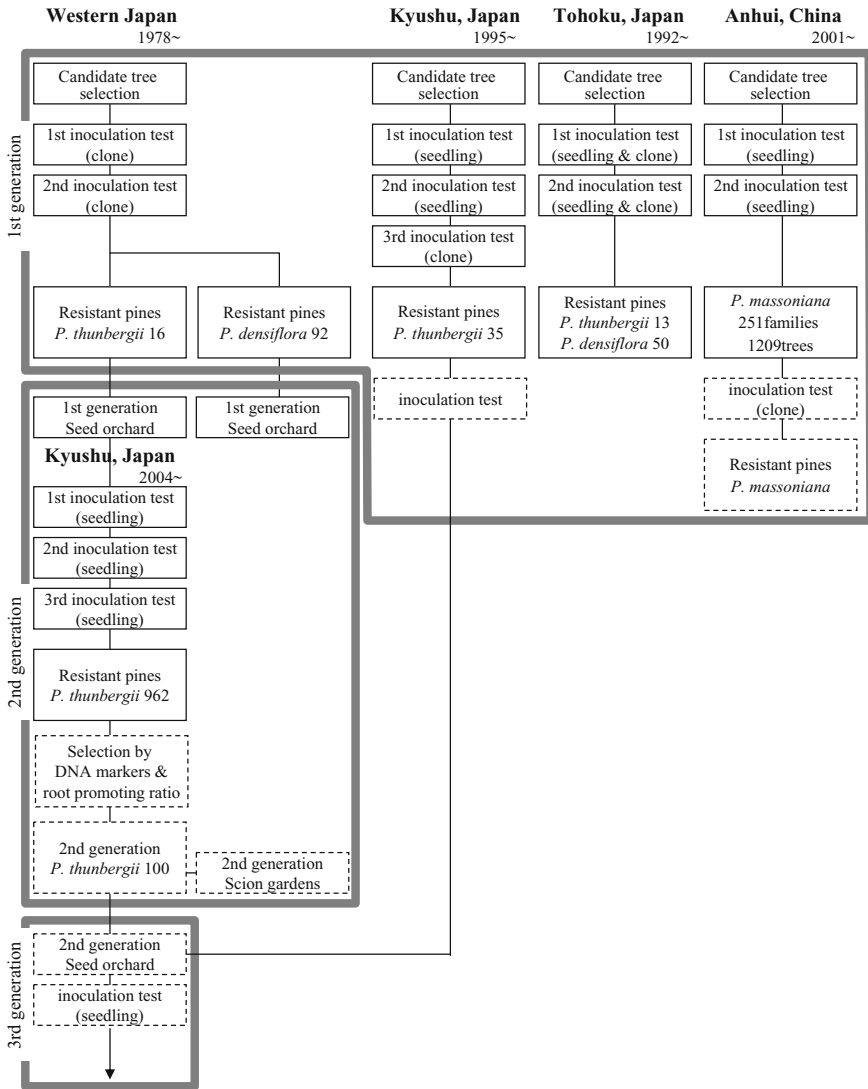 Western Japan
1978~
Kyushu, Japan
1995~
Tohoku, Japan
1992~
Anhui, China
2001~
1st generation
Candidate tree
selection
1st inoculation test
(clone)
2nd inoculation test
(clone)
Resistant pines
P. thunbergii 16
Resistant pines
P. densiflora 92
Candidate tree
selection
1st inoculation test
(seedling)
2nd inoculation test
(seedling)
3rd inoculation test
(clone)
Resistant pines
P. thunbergii 35
inoculation test
Candidate tree
selection
1st inoculation test
(seedling & clone)
2nd inoculation test
(seedling & clone)
Resistant pines
P. thunbergii 13
P. densiflora 50
Candidate tree
selection
1st inoculation test
(seedling)
2nd inoculation test
(seedling)
P. massoniana
251families
1209trees
inoculation test
(clone)
Resistant pines
P. massoniana
2nd generation
1st generation
Seed orchard
1st generation
Seed orchard
Kyushu, Japan
2004~
1st inoculation test
(seedling)
2nd inoculation test
(seedling)
3rd inoculation test
(seedling)
Resistant pines
P. thunbergii 962
Selection by
DNA markers &
root promoting ratio
2nd generation
P. thunbergii 100
2nd generation
Scion gardens
3rd generation
2nd generation
Seed orchard
inoculation test
(seedling)